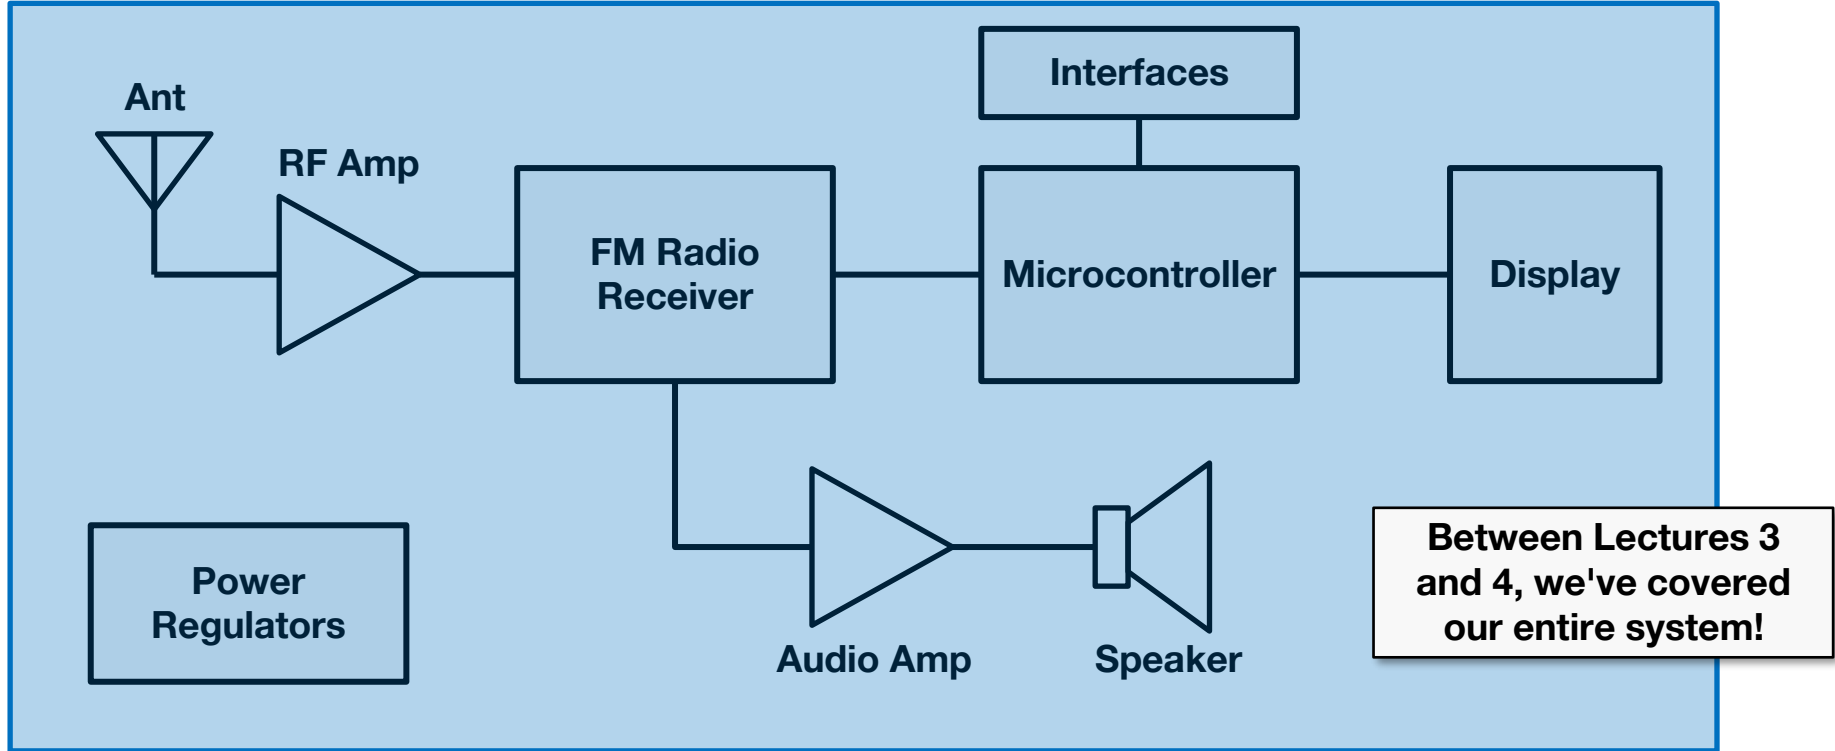 Ant
RF Amp
FM Radio
Receiver
Interfaces
Microcontroller
Display
Power
Regulators
Audio Amp
Speaker
Between Lectures 3
and 4, we've covered
our entire system!